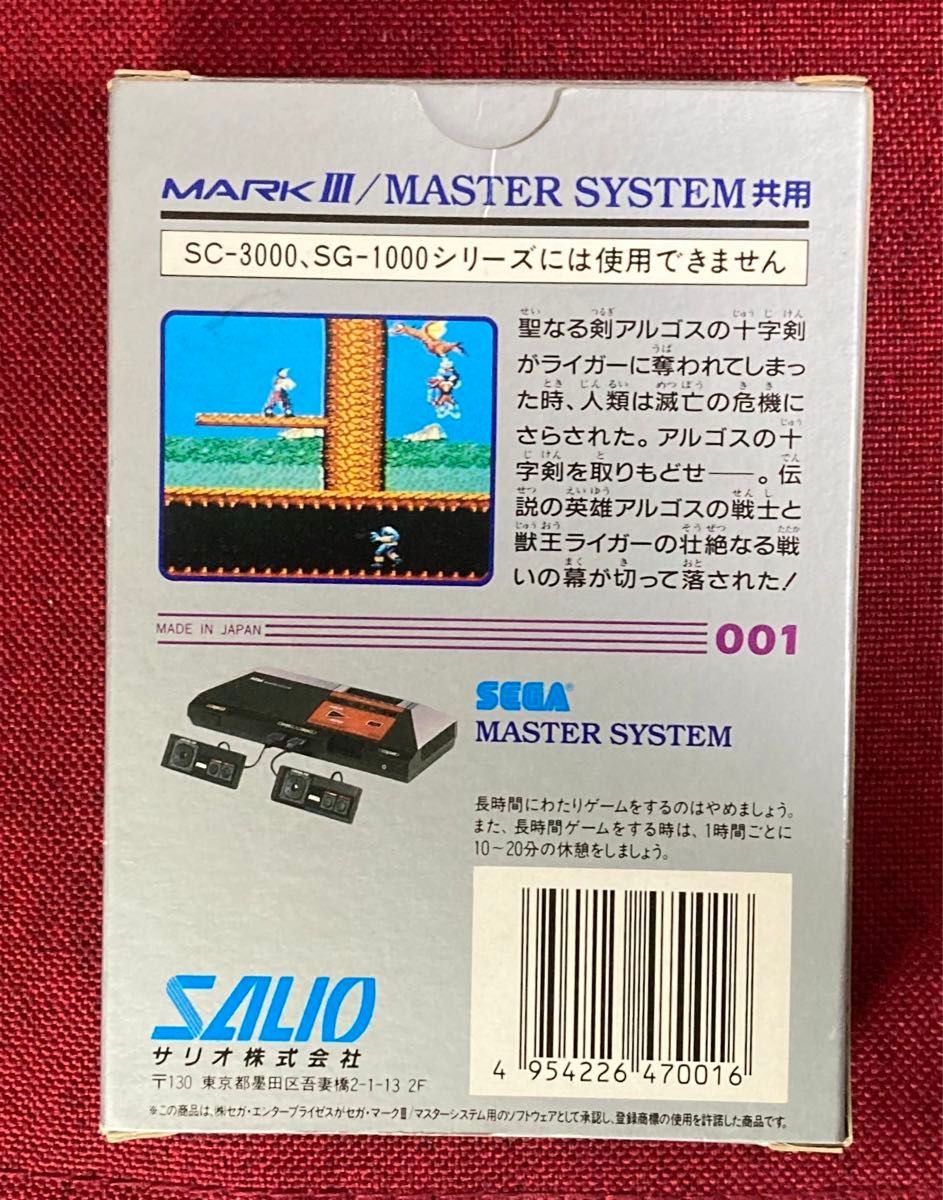 MARK III/MASTER SYSTEM共用
SC-3000、SG-1000シリーズには使用できません
聖なる剣アルゴスの十字剣
がライガーに奪われてしまっ
た時、人類は滅亡の危機に
さらされた。アルゴスの十
字剣を取りもどせ──。伝
説の英雄アルゴスの戦士と
獣王ライガーの壮絶なる戦
いの幕が切って落された!
MADE IN JAPAN
001
SEGA®
MASTER SYSTEM
長時間にわたりゲームをするのはやめましょう。
また、長時間ゲームをする時は、1時間ごとに
10〜20分の休憩をしましょう。
SALIO
サリオ株式会社
〒130 東京都墨田区吾妻橋2-1-13 2F
4 954226 470016
※この商品は、㈱セガ・エンタープライゼスがセガ・マークⅢ/マスターシステム用のソフトウェアとして承認し、登録商標の使用を許諾した商品です。